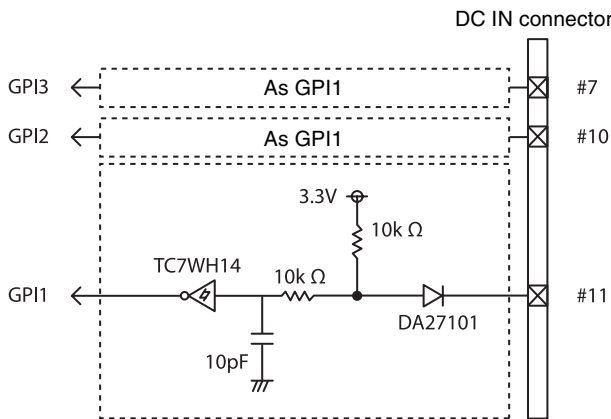 DC IN connector
GPI3
As GPI1
#7
GPI2
As GPI1
#10
3.3V
10k Ω
TC7WH14
10k Ω
GPI1
#11
DA27101
10pF